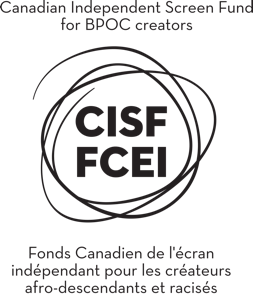 Canadian Independent Screen Fund
for BPOC creators
CISF
FCEI
Fonds Canadien de l'écran
indépendant pour les créateurs
afro-descendants et racisés